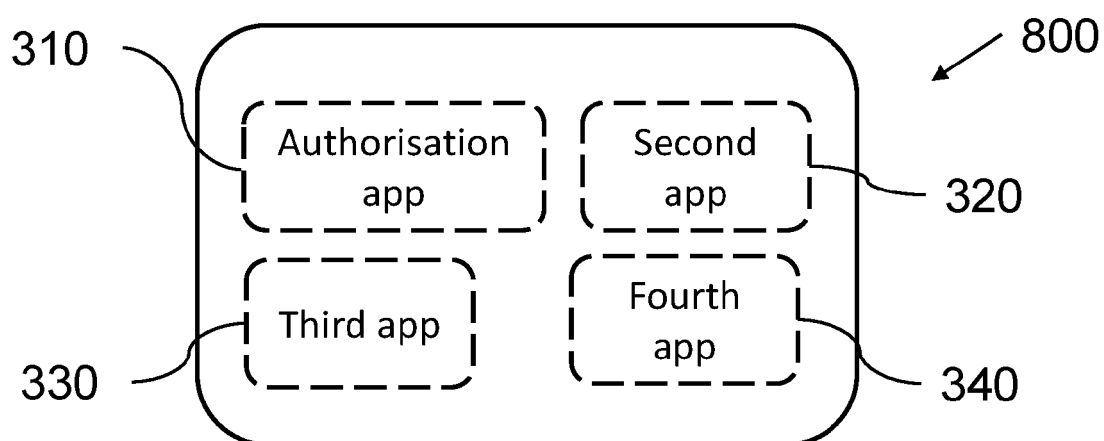 310
800
Authorisation
app
Second
app
320
Third app
Fourth
app
330
340